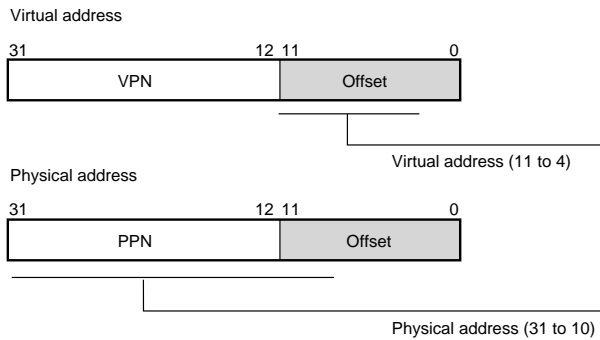 Virtual address
31 12 11 0
VPN Offset
Virtual address (11 to 4)
Physical address
31 12 11 0
PPN Offset
Physical address (31 to 10)